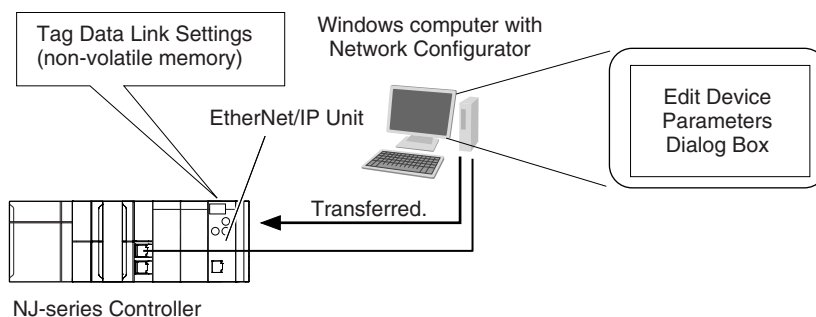 Tag Data Link Settings
(non-volatile memory)
Windows computer with
Network Configurator
EtherNet/IP Unit
Edit Device
Parameters
Dialog Box
Transferred.
NJ-series Controller